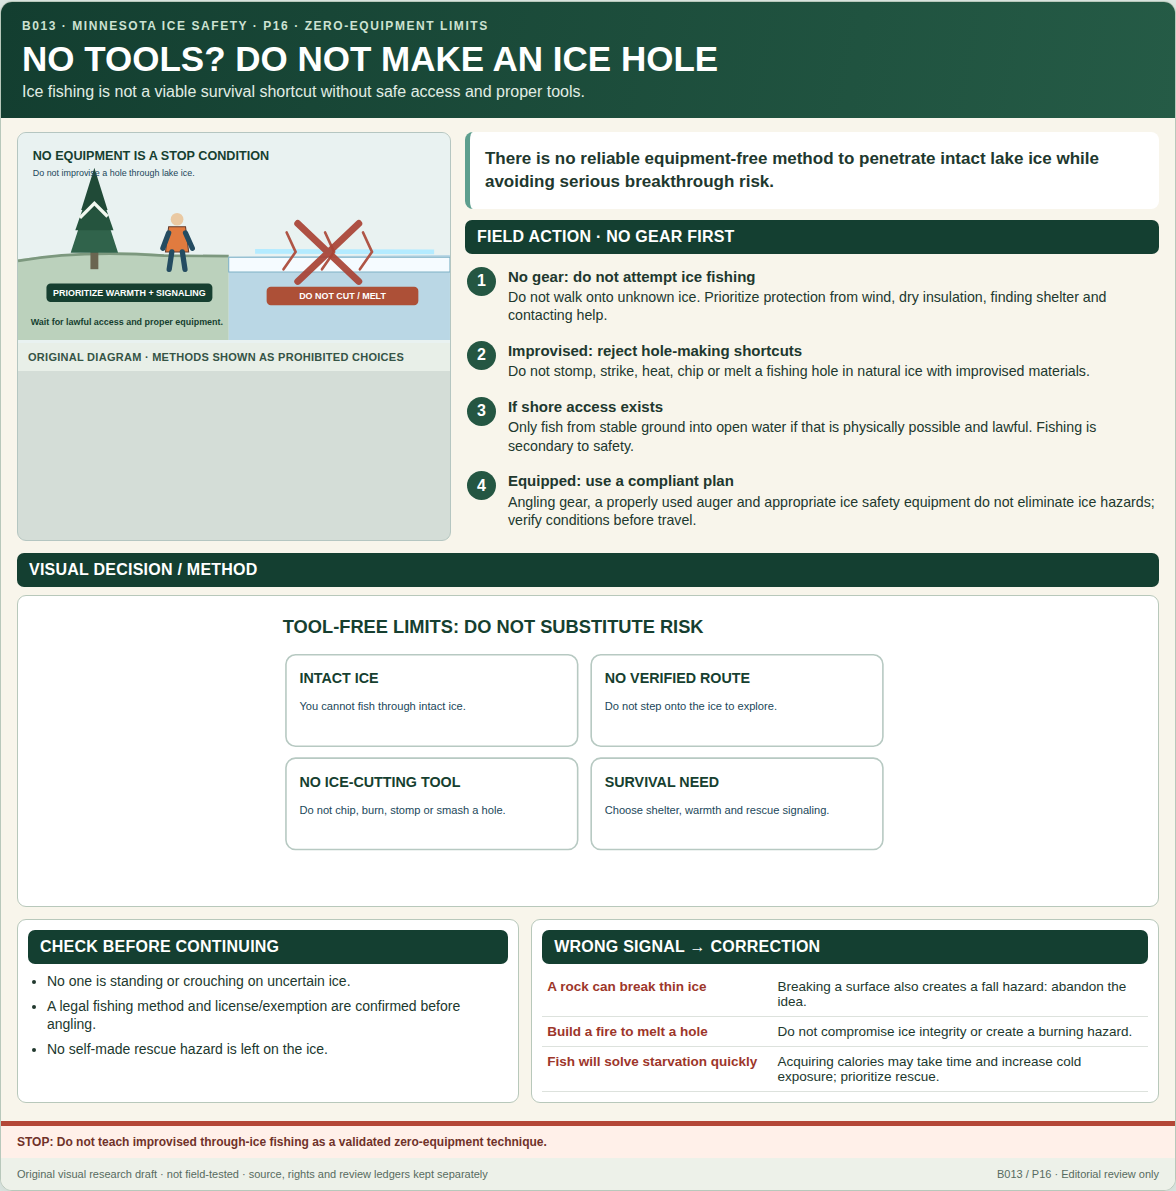 B013 · MINNESOTA ICE SAFETY · P16 · ZERO-EQUIPMENT LIMITS
NO TOOLS? DO NOT MAKE AN ICE HOLE
Ice fishing is not a viable survival shortcut without safe access and proper tools.
NO EQUIPMENT IS A STOP CONDITION
Do not improvise a hole through lake ice.
PRIORITIZE WARMTH + SIGNALING
DO NOT CUT / MELT
Wait for lawful access and proper equipment.
ORIGINAL DIAGRAM · METHODS SHOWN AS PROHIBITED CHOICES
There is no reliable equipment-free method to penetrate intact lake ice while
avoiding serious breakthrough risk.
FIELD ACTION · NO GEAR FIRST
1
No gear: do not attempt ice fishing
Do not walk onto unknown ice. Prioritize protection from wind, dry insulation, finding shelter and
contacting help.
2
Improvised: reject hole-making shortcuts
Do not stomp, strike, heat, chip or melt a fishing hole in natural ice with improvised materials.
3
If shore access exists
Only fish from stable ground into open water if that is physically possible and lawful. Fishing is
secondary to safety.
4
Equipped: use a compliant plan
Angling gear, a properly used auger and appropriate ice safety equipment do not eliminate ice hazards;
verify conditions before travel.
VISUAL DECISION / METHOD
TOOL-FREE LIMITS: DO NOT SUBSTITUTE RISK
INTACT ICE
You cannot fish through intact ice.
NO VERIFIED ROUTE
Do not step onto the ice to explore.
NO ICE-CUTTING TOOL
Do not chip, burn, stomp or smash a hole.
SURVIVAL NEED
Choose shelter, warmth and rescue signaling.
CHECK BEFORE CONTINUING
• No one is standing or crouching on uncertain ice.
• A legal fishing method and license/exemption are confirmed before
angling.
• No self-made rescue hazard is left on the ice.
WRONG SIGNAL → CORRECTION
A rock can break thin ice
Breaking a surface also creates a fall hazard: abandon the
idea.
Build a fire to melt a hole
Do not compromise ice integrity or create a burning hazard.
Fish will solve starvation quickly
Acquiring calories may take time and increase cold
exposure; prioritize rescue.
STOP: Do not teach improvised through-ice fishing as a validated zero-equipment technique.
Original visual research draft · not field-tested · source, rights and review ledgers kept separately
B013 / P16 · Editorial review only